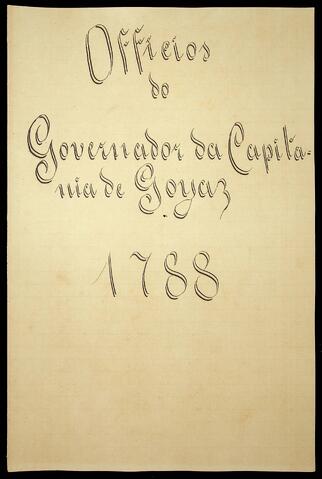 Officios
do
Governador da Capita-
nia de Goyaz
1788